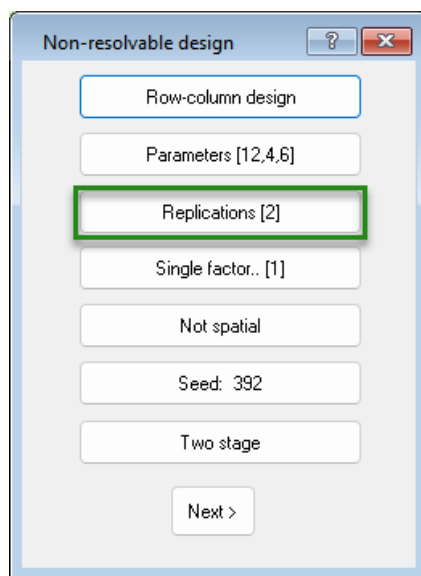 Non-resolvable design
Row-column design
Parameters [12,4,6]
Replications [2]
Single factor.. [1]
Not spatial
Seed: 392
Two stage
Next >